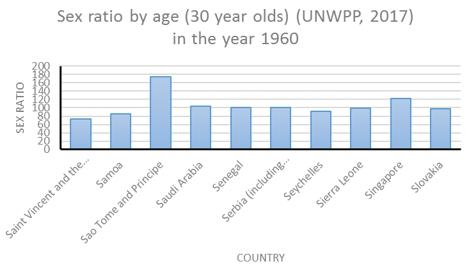 Sex ratio by age (30 year olds) (UNWPP, 2017)
in the year 1960
SEX RATIO
180
160
140
120
100
80
60
40
20
0
200
Saint Vincent and the...
Samoa
Sao Tome and Principe
Saudi Arabia
Senegal
Serbia (including...
Seychelles
Sierra Leone
Singapore
Slovakia
COUNTRY